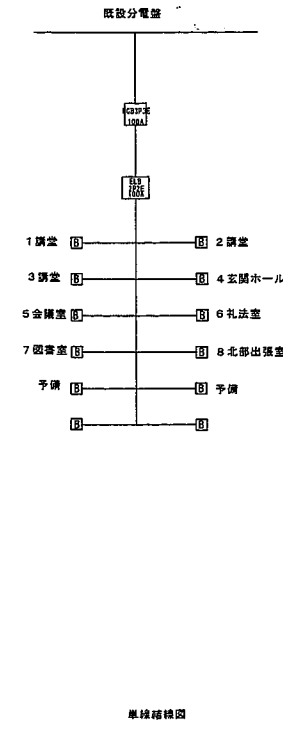 既設分電盤
100A
ELB
2P2E
100A
1講堂 B B 2講堂
3講堂 B B 4玄関ホール
5会議室 B B 6礼法室
7図書室 B B 8北部出張室
予備 B B 予備
B B
単線結線図